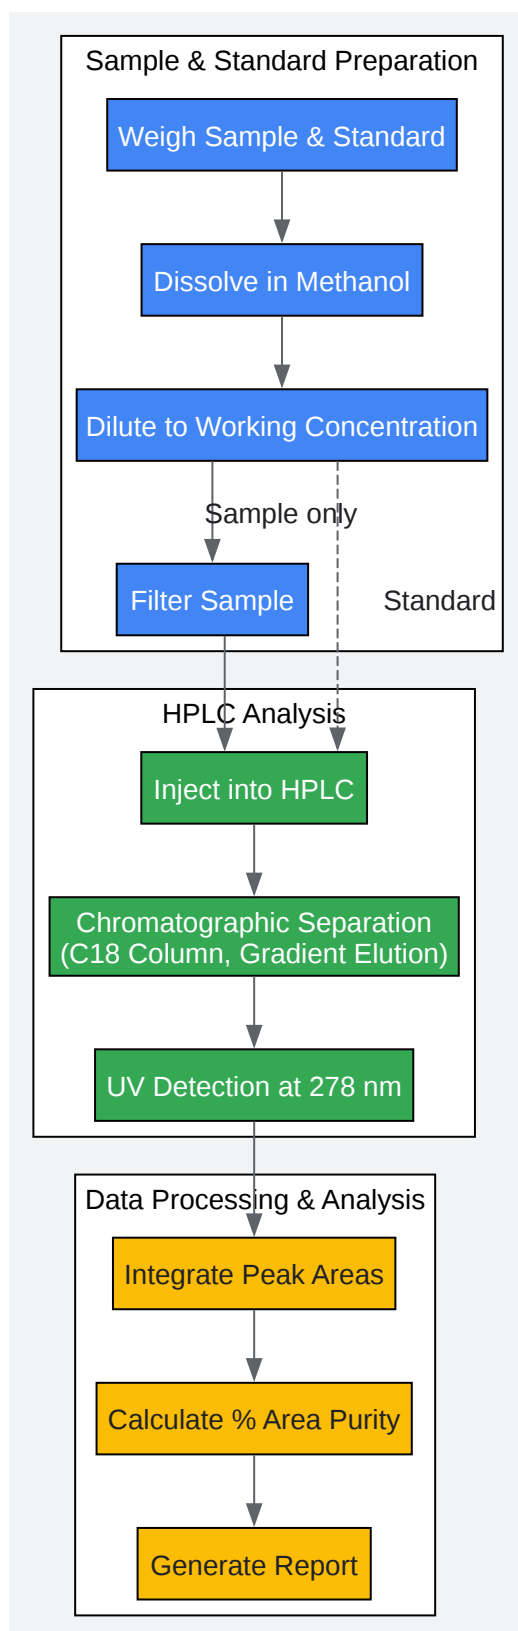 Sample & Standard Preparation
Weigh Sample & Standard
Dissolve in Methanol
Dilute to Working Concentration
Sample only
Filter Sample
Standard
HPLC Analysis
Inject into HPLC
Chromatographic Separation
(C18 Column, Gradient Elution)
UV Detection at 278 nm
Data Processing & Analysis
Integrate Peak Areas
Calculate % Area Purity
Generate Report